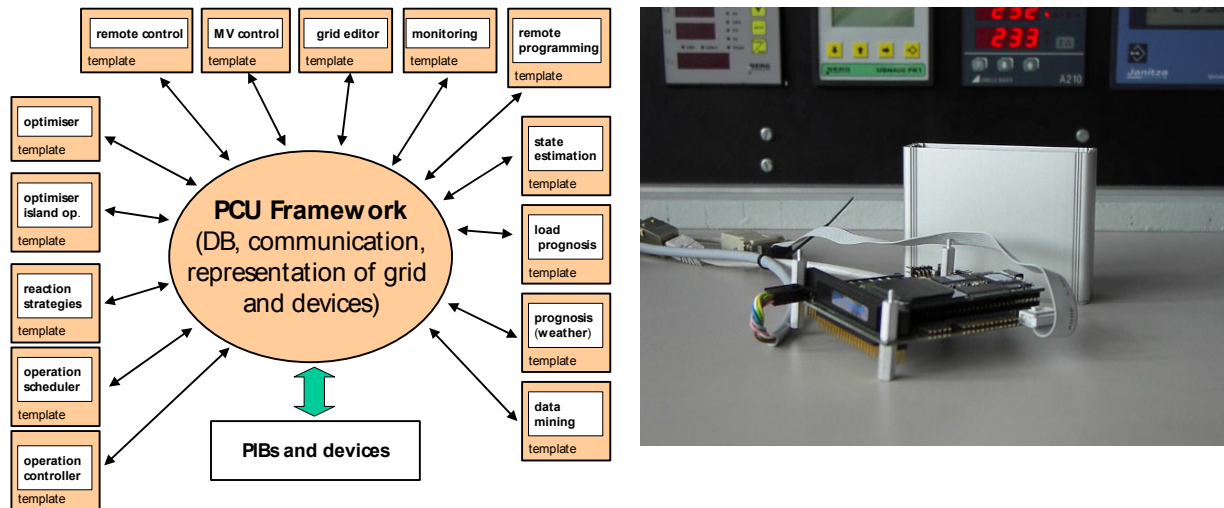 remote control
template
MV control
template
grid editor
template
monitoring
template
remote
programming
template
optimiser
template
optimiser
island op.
template
reaction
strategies
template
operation
scheduler
template
operation
controller
template
PCU Framework
(DB, communication,
representation of grid
and devices)
PIBs and devices
state
estimation
template
load
prognosis
template
prognosis
(weather)
template
data
mining
template
233
A210
Janitza